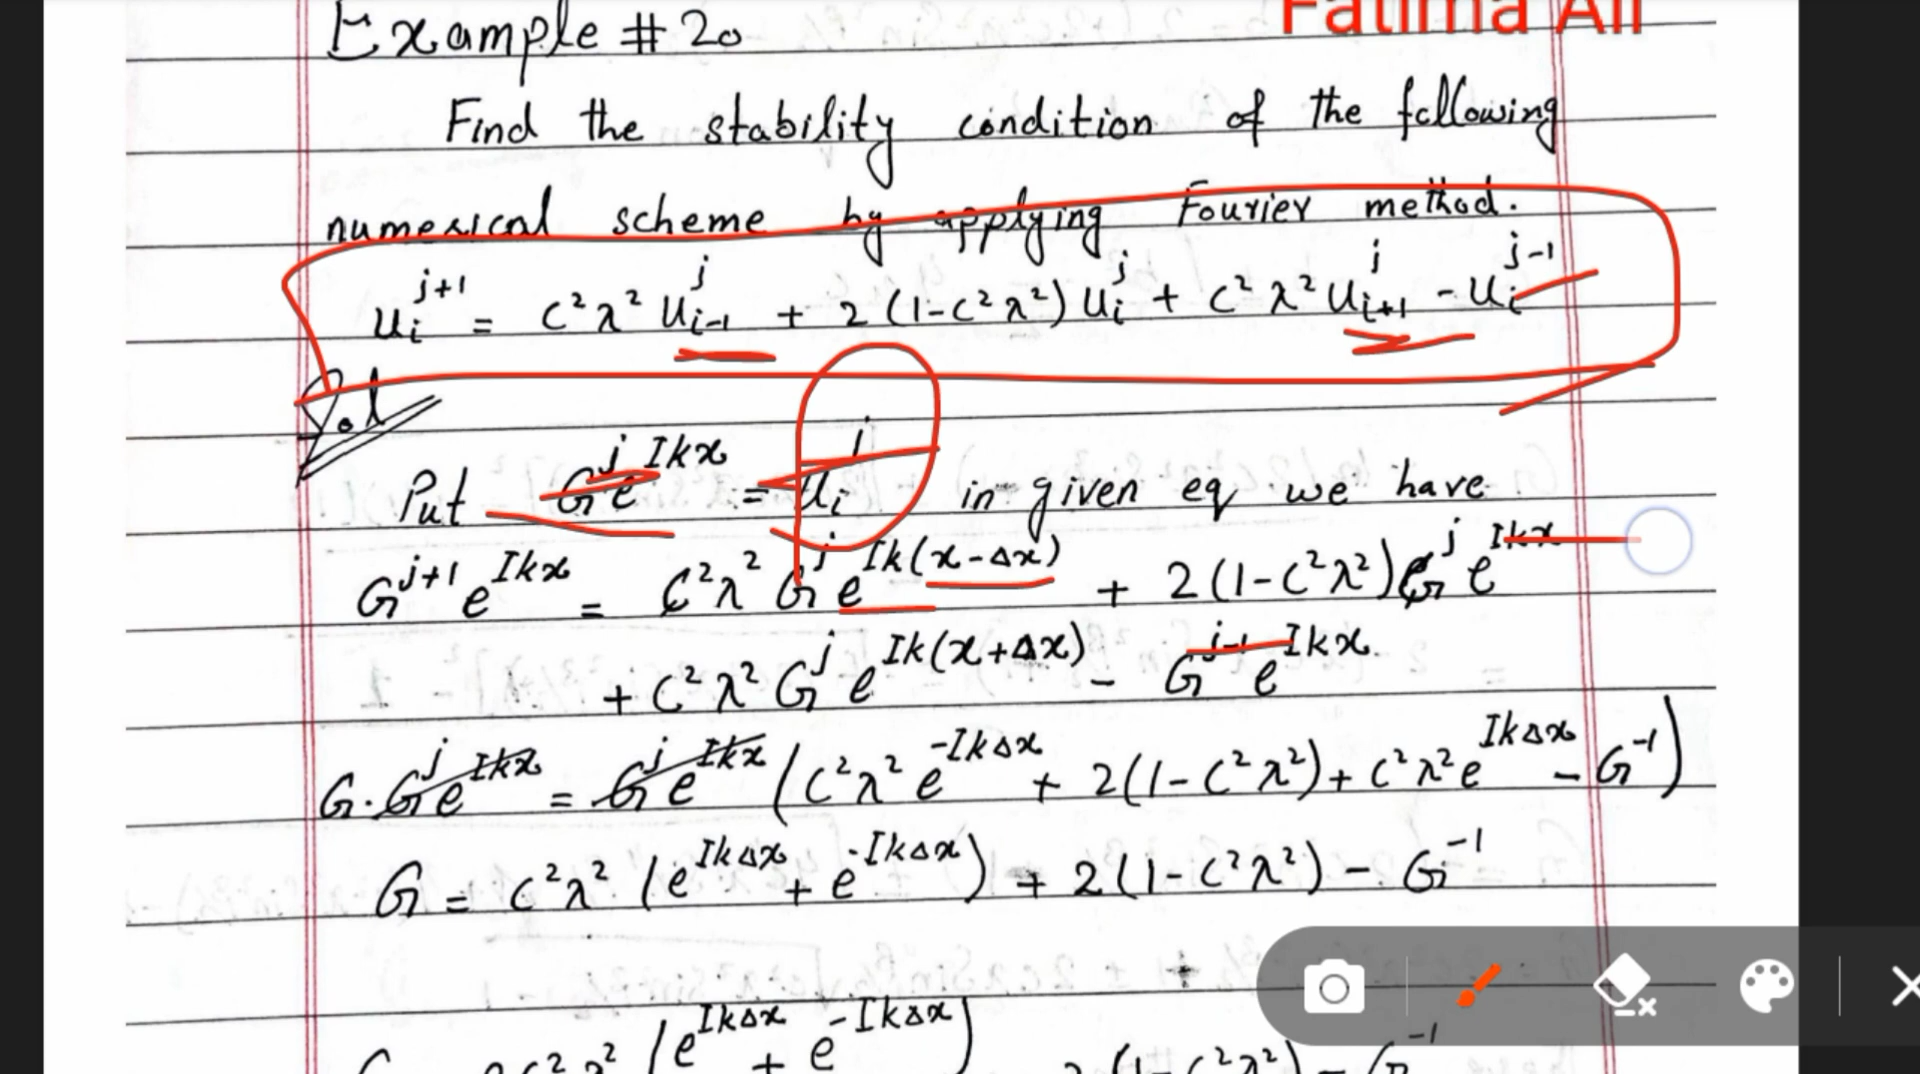 Fatima Ali
Example # 20
Find the stability condition of the following
numerical scheme by applying Fourier method.
u_i^{j+1} = c²λ² u_{i-1}^j + 2(1-c²λ²) u_i^j + c²λ² u_{i+1}^j - u_i^{j-1}
Sol
Put G^j e^{Ikx} = u_i^j in given eq we have
G^{j+1} e^{Ikx} = c²λ² G^j e^{Ik(x-Δx)} + 2(1-c²λ²) G^j e^{Ikx}
+ c²λ² G^j e^{Ik(x+Δx)} - G^{j-1} e^{Ikx}
G. G^j e^{Ikx} = G^j e^{Ikx} (c²λ² e^{-IkΔx} + 2(1-c²λ²) + c²λ² e^{IkΔx} - G^{-1})
G = c²λ² (e^{IkΔx} + e^{-IkΔx}) + 2(1-c²λ²) - G^{-1}
(e^{IkΔx} + e^{-IkΔx})